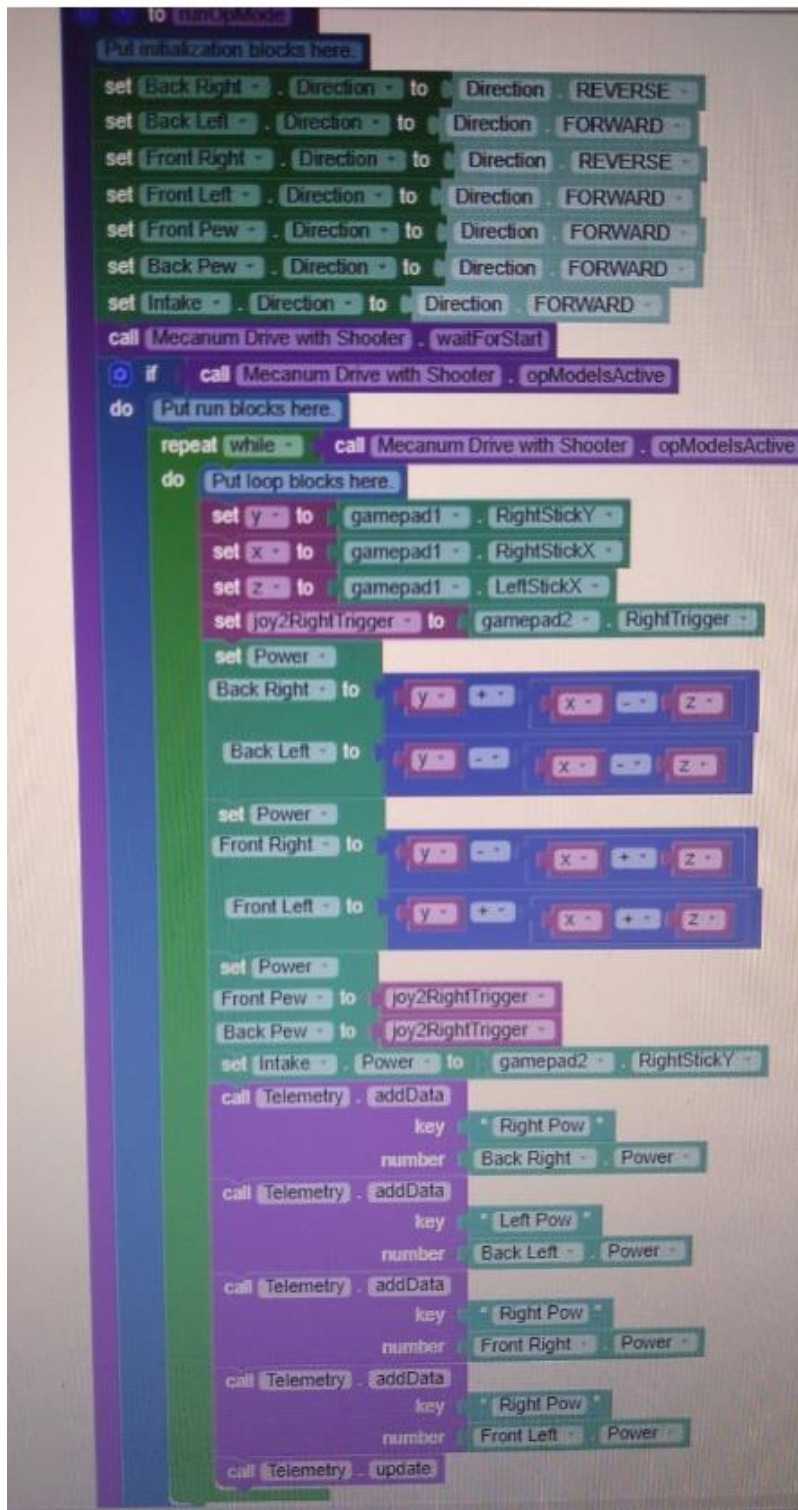 to runOpMode
Put initialization blocks here.
set Back Right . Direction to Direction . REVERSE
set Back Left . Direction to Direction . FORWARD
set Front Right . Direction to Direction . REVERSE
set Front Left . Direction to Direction . FORWARD
set Front Pew . Direction to Direction . FORWARD
set Back Pew . Direction to Direction . FORWARD
set Intake . Direction to Direction . FORWARD
call Mecanum Drive with Shooter . waitForStart
if call Mecanum Drive with Shooter . opModeIsActive
do Put run blocks here.
repeat while call Mecanum Drive with Shooter . opModeIsActive
do Put loop blocks here.
set y to gamepad1 . RightStickY
set x to gamepad1 . RightStickX
set z to gamepad1 . LeftStickX
set joy2RightTrigger to gamepad2 . RightTrigger
set Power
Back Right to y + x - z
Back Left to y - x - z
set Power
Front Right to y - x + z
Front Left to y + x + z
set Power
Front Pew to joy2RightTrigger
Back Pew to joy2RightTrigger
set Intake . Power to gamepad2 . RightStickY
call Telemetry . addData
key " Right Pow "
number Back Right . Power
call Telemetry . addData
key " Left Pow "
number Back Left . Power
call Telemetry . addData
key " Right Pow "
number Front Right . Power
call Telemetry . addData
key " Right Pow "
number Front Left . Power
call Telemetry . update